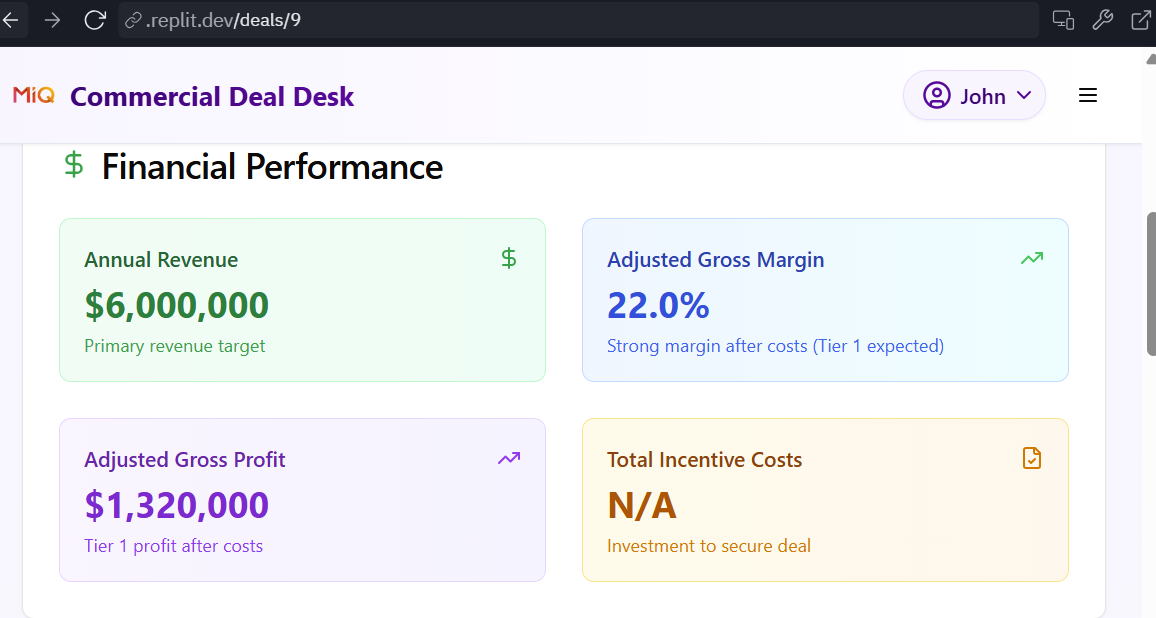 .replit.dev/deals/9
MiQ Commercial Deal Desk
John
$ Financial Performance
Annual Revenue $
$6,000,000
Primary revenue target
Adjusted Gross Margin
22.0%
Strong margin after costs (Tier 1 expected)
Adjusted Gross Profit
$1,320,000
Tier 1 profit after costs
Total Incentive Costs
N/A
Investment to secure deal